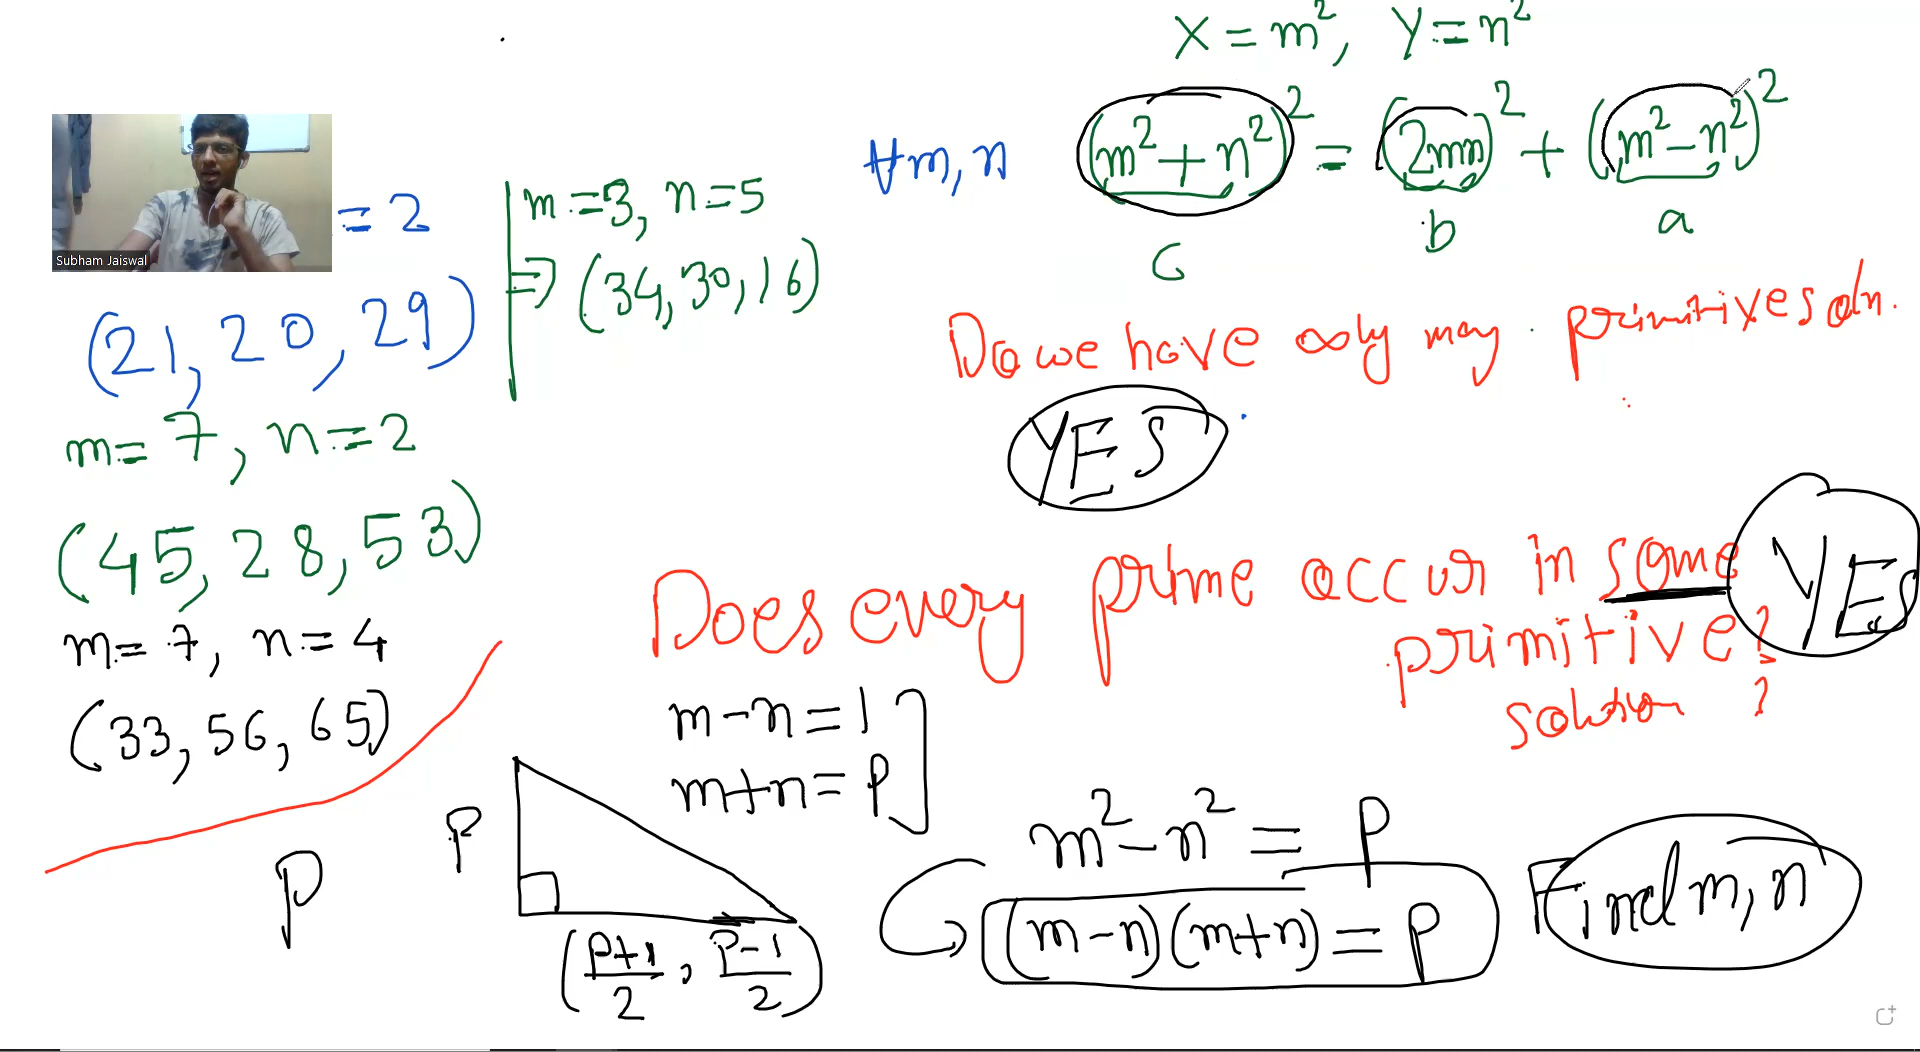 X = m², Y = n²
∀m, n (m² + n²)² = (2mn)² + (m² - n²)²
c b a
Subham Jaiswal
= 2
(21, 20, 29)
m = 3, n = 5
⇒ (34, 30, 16)
Do we have ∞ly may primitive soln.
YES
m = 7, n = 2
(45, 28, 53)
m = 7, n = 4
(33, 56, 65)
Does every prime occur in some
primitive?
solution ?
YES
m - n = 1
m + n = p
p
p
(p+1/2, p-1/2)
m² - n² = p
(m - n)(m + n) = p
Find m, n